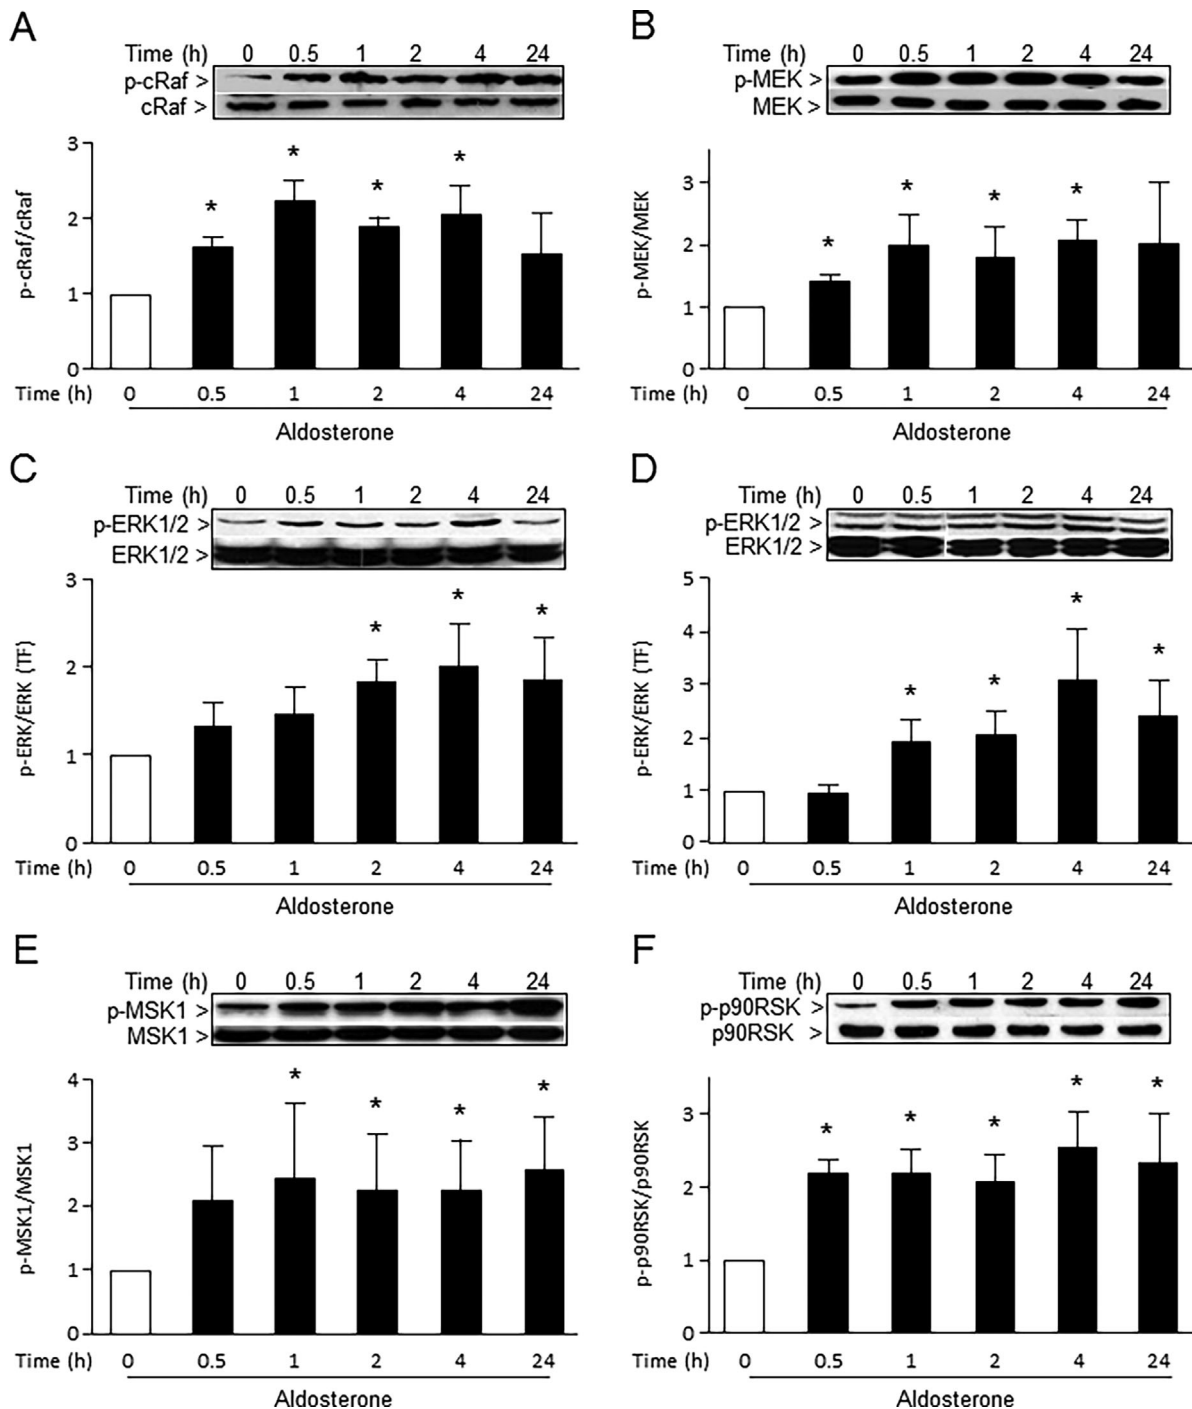 A
Time (h) 0 0.5 1 2 4 24
p-cRaf >
cRaf >
p-cRaf/cRaf
3
2
1
0
* * * *
Time (h) 0 0.5 1 2 4 24
Aldosterone
B
Time (h) 0 0.5 1 2 4 24
p-MEK >
MEK >
p-MEK/MEK
3
2
1
0
* * * *
Time (h) 0 0.5 1 2 4 24
Aldosterone
C
Time (h) 0 0.5 1 2 4 24
p-ERK1/2 >
ERK1/2 >
p-ERK/ERK (TF)
3
2
1
0
* * *
Time (h) 0 0.5 1 2 4 24
Aldosterone
D
Time (h) 0 0.5 1 2 4 24
p-ERK1/2 >
ERK1/2 >
p-ERK/ERK (TF)
5
4
3
2
1
0
* * * *
Time (h) 0 0.5 1 2 4 24
Aldosterone
E
Time (h) 0 0.5 1 2 4 24
p-MSK1 >
MSK1 >
p-MSK1/MSK1
4
3
2
1
0
* * * *
Time (h) 0 0.5 1 2 4 24
Aldosterone
F
Time (h) 0 0.5 1 2 4 24
p-p90RSK >
p90RSK >
p-p90RSK/p90RSK
3
2
1
0
* * * * *
Time (h) 0 0.5 1 2 4 24
Aldosterone